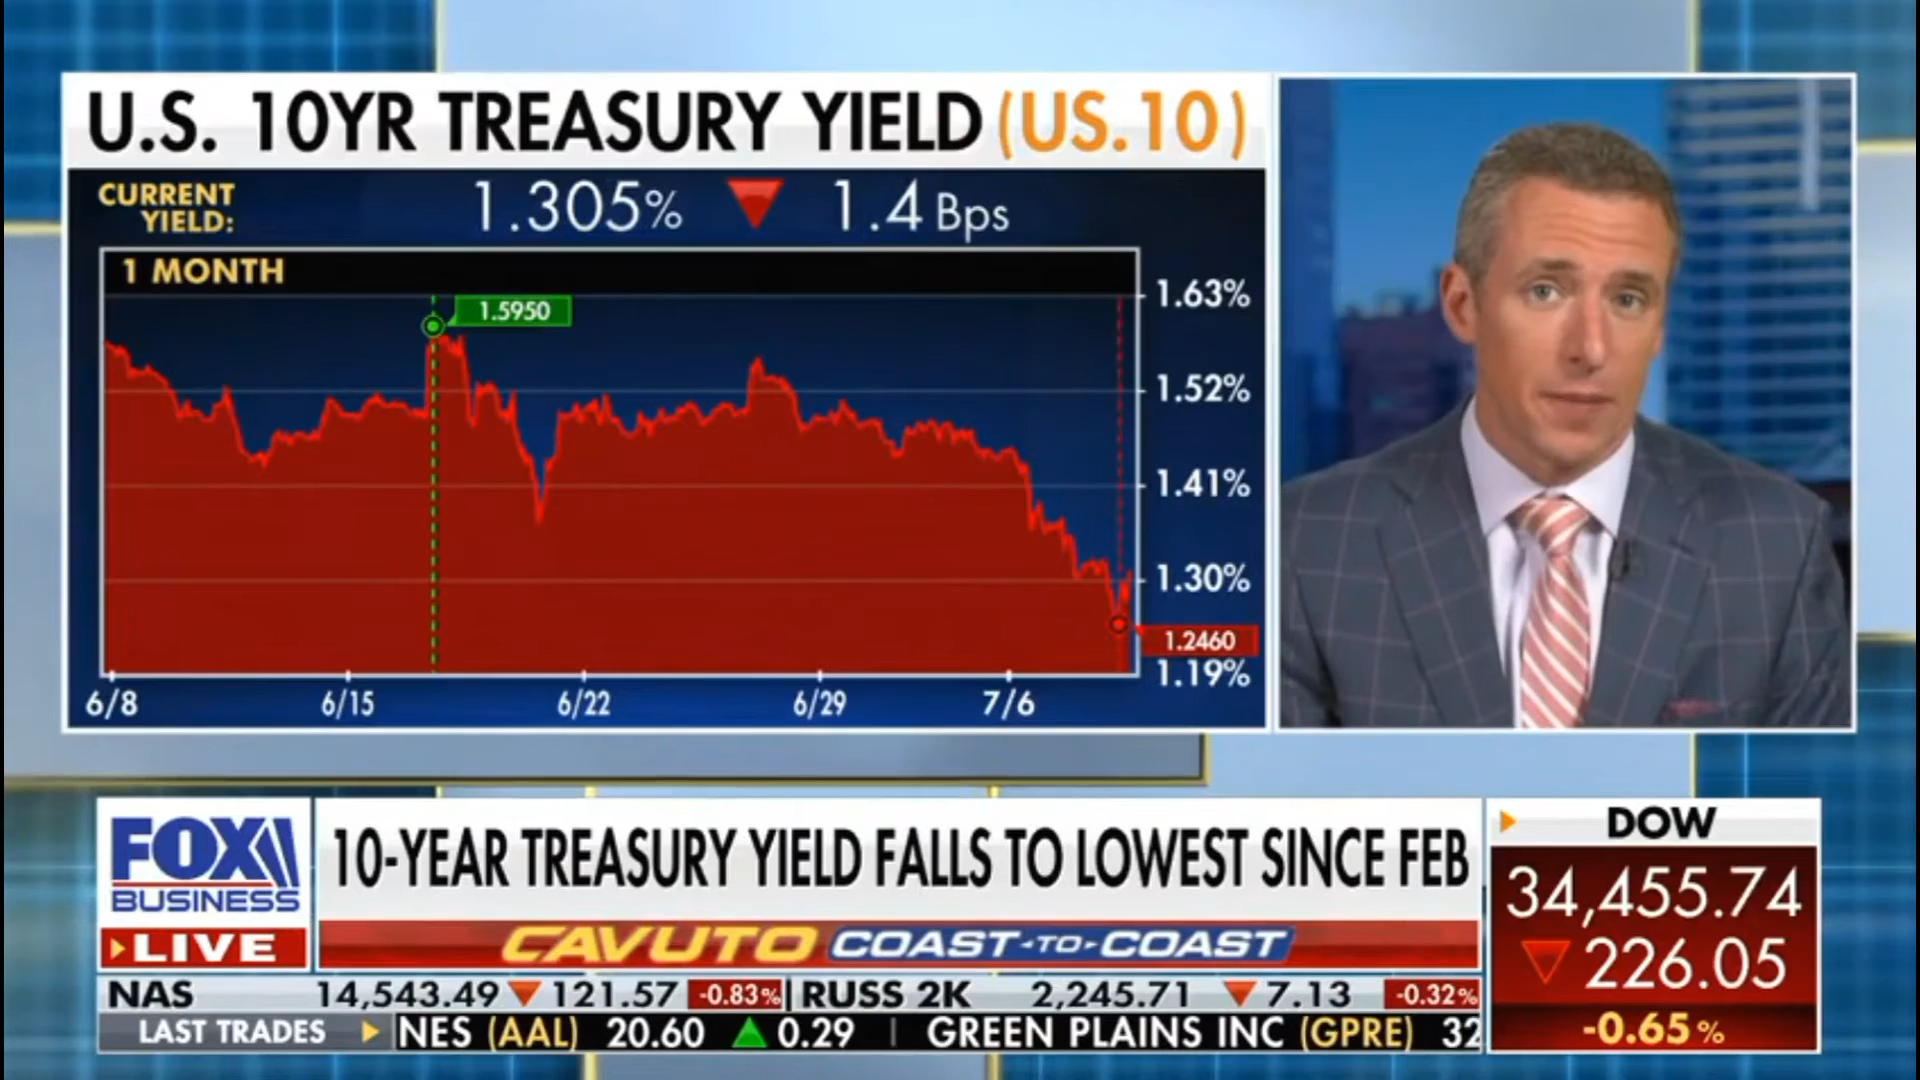 U.S. 10YR TREASURY YIELD (US.10)
CURRENT YIELD: 1.305% ▼ 1.4 Bps
1 MONTH
1.5950
1.63%
1.52%
1.41%
1.30%
1.2460
1.19%
6/8 6/15 6/22 6/29 7/6
FOX BUSINESS
LIVE
10-YEAR TREASURY YIELD FALLS TO LOWEST SINCE FEB
CAVUTO COAST-TO-COAST
DOW
34,455.74
▼ 226.05
-0.65%
NAS 14,543.49 ▼ 121.57 -0.83% | RUSS 2K 2,245.71 ▼ 7.13 -0.32%
LAST TRADES NES (AAL) 20.60 ▲ 0.29 | GREEN PLAINS INC (GPRE) 32